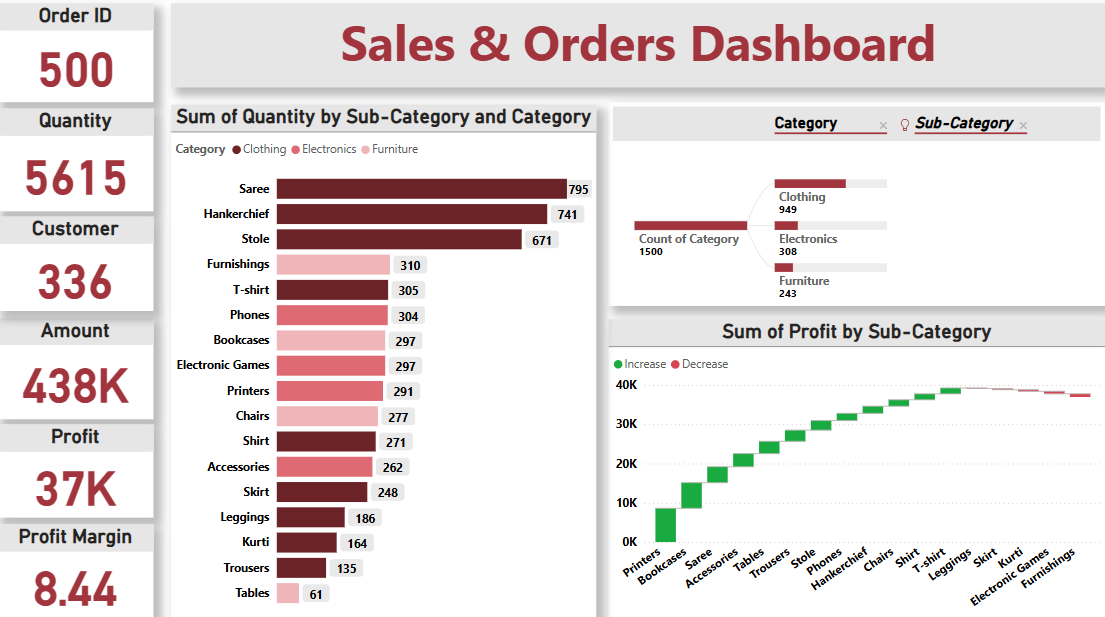 Order ID
500
Quantity
5615
Customer
336
Amount
438K
Profit
37K
Profit Margin
8.44
Sales & Orders Dashboard
Sum of Quantity by Sub-Category and Category
Category Clothing Electronics Furniture
Saree 795
Hankerchief 741
Stole 671
Furnishings 310
T-shirt 305
Phones 304
Bookcases 297
Electronic Games 297
Printers 291
Chairs 277
Shirt 271
Accessories 262
Skirt 248
Leggings 186
Kurti 164
Trousers 135
Tables 61
Category × Sub-Category ×
Count of Category
1500
Clothing
949
Electronics
308
Furniture
243
Sum of Profit by Sub-Category
Increase Decrease
40K
30K
20K
10K
0K
Printers
Bookcases
Saree
Accessories
Tables
Trousers
Stole
Phones
Hankerchief
Chairs
Shirt
T-shirt
Leggings
Skirt
Kurti
Electronic Games
Furnishings